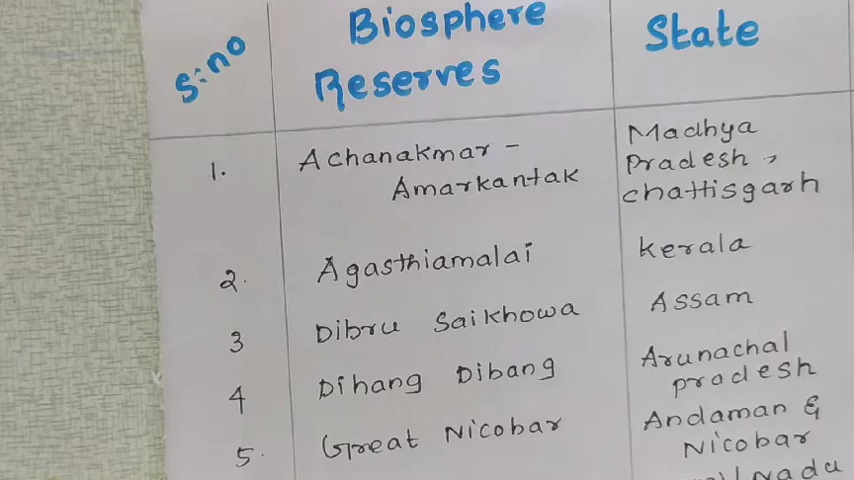 S:no Biosphere Reserves State
1. Achanakmar - Amarkantak Madhya Pradesh, Chattisgarh
2. Agasthiamalai Kerala
3 Dibru Saikhowa Assam
4 Dihang Dibang Arunachal Pradesh
5. Great Nicobar Andaman & Nicobar
Nadu